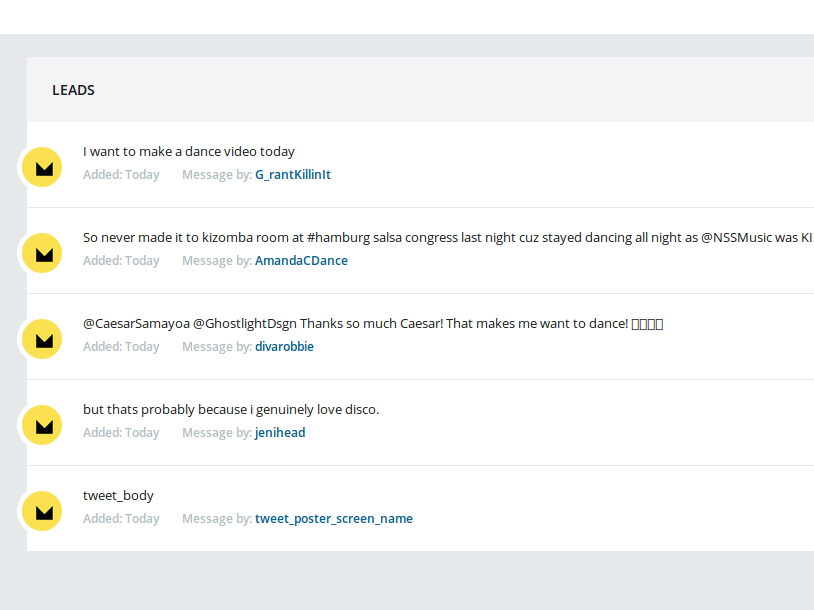 LEADS
I want to make a dance video today
Added: Today Message by: G_rantKillinIt
So never made it to kizomba room at #hamburg salsa congress last night cuz stayed dancing all night as @NSSMusic was KI
Added: Today Message by: AmandaCDance
@CaesarSamayoa @GhostlightDsgn Thanks so much Caesar! That makes me want to dance!
Added: Today Message by: divarobbie
but thats probably because i genuinely love disco.
Added: Today Message by: jenihead
tweet_body
Added: Today Message by: tweet_poster_screen_name